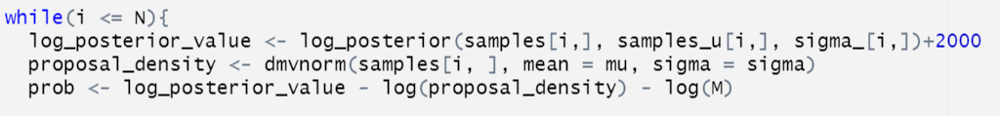 while(i <= N){
log_posterior_value <- log_posterior(samples[i,], samples_u[i,], sigma_[i,])+2000
proposal_density <- dmvnorm(samples[i, ], mean = mu, sigma = sigma)
prob <- log_posterior_value - log(proposal_density) - log(M)